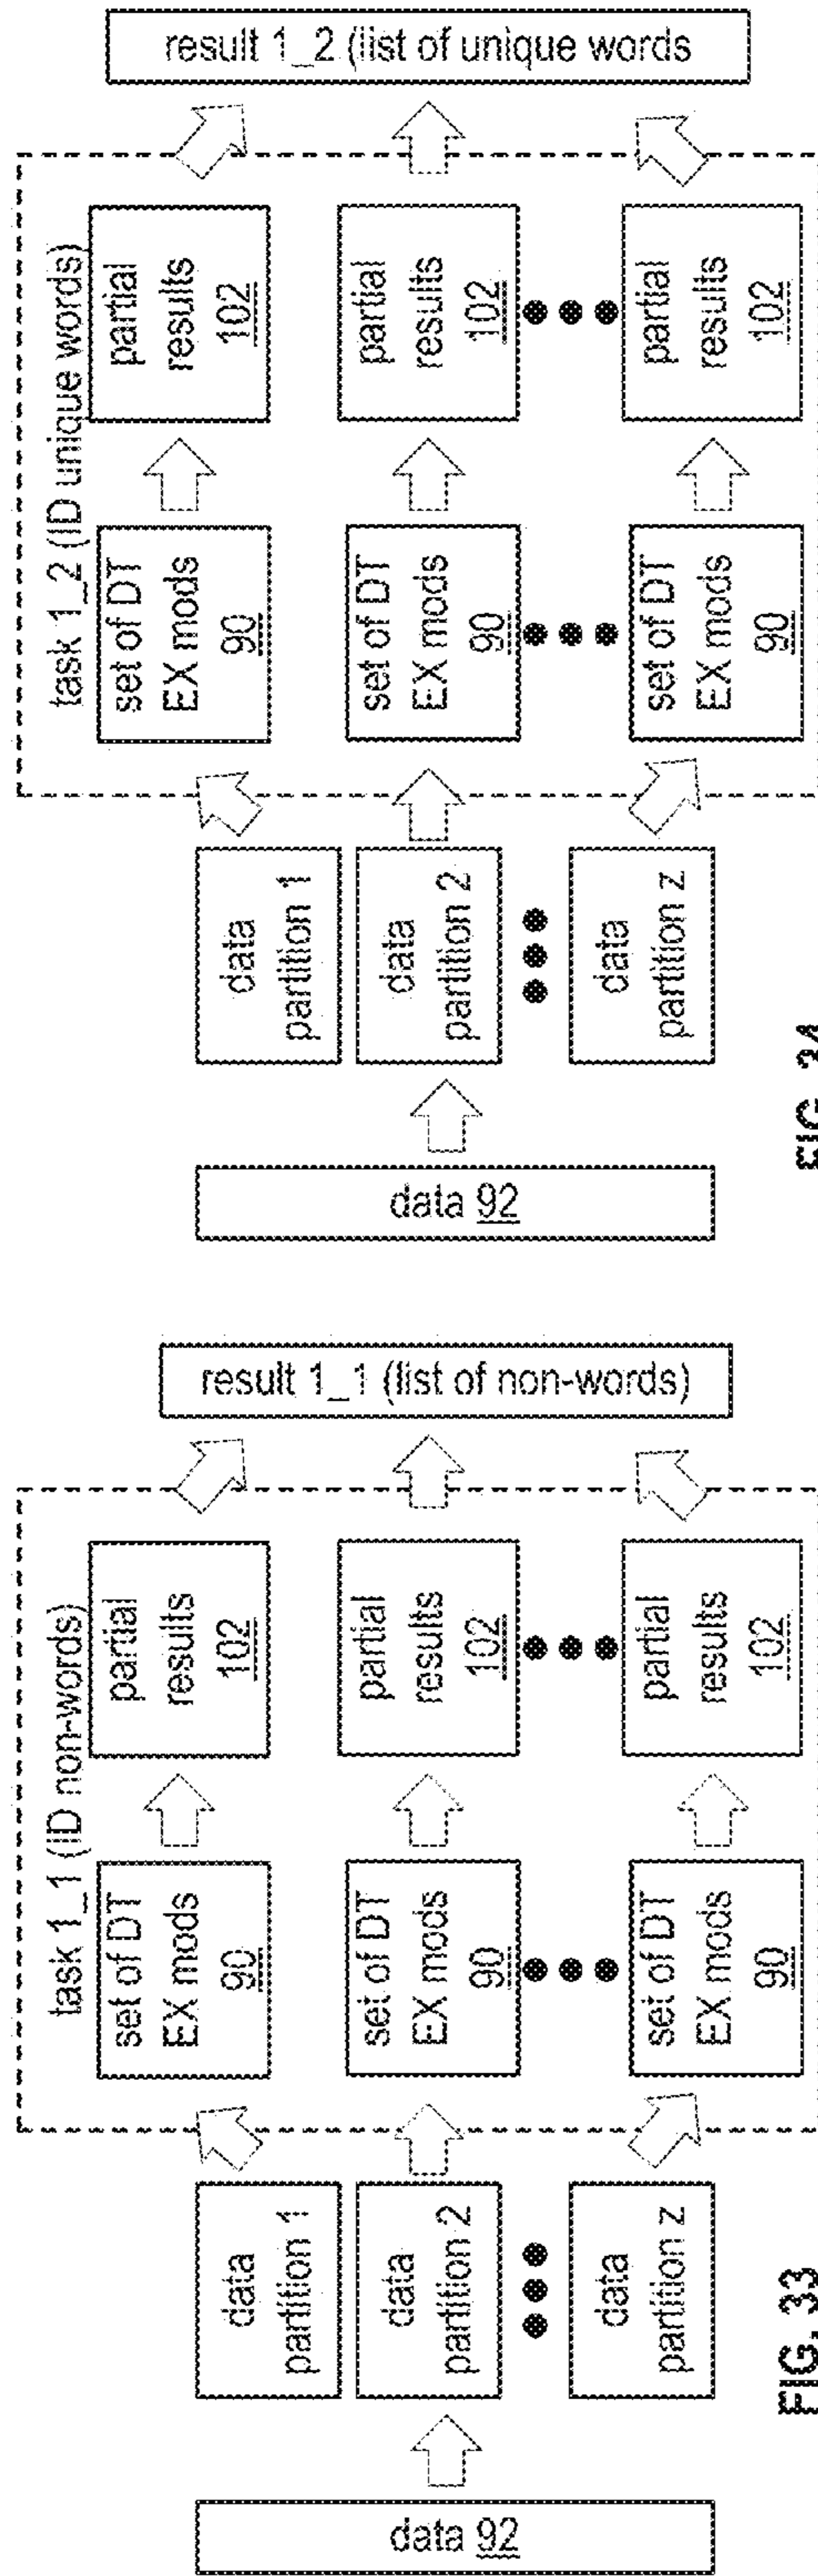 data 92
data
partition 1
data
partition 2
data
partition z
task 1_1 (ID non-words)
set of DT
EX mods
90
set of DT
EX mods
90
set of DT
EX mods
90
partial
results
102
partial
results
102
partial
results
102
result 1_1 (list of non-words)
FIG. 33
data 92
data
partition 1
data
partition 2
data
partition z
task 1_2 (ID unique words)
set of DT
EX mods
90
set of DT
EX mods
90
set of DT
EX mods
90
partial
results
102
partial
results
102
partial
results
102
result 1_2 (list of unique words
FIG. 34